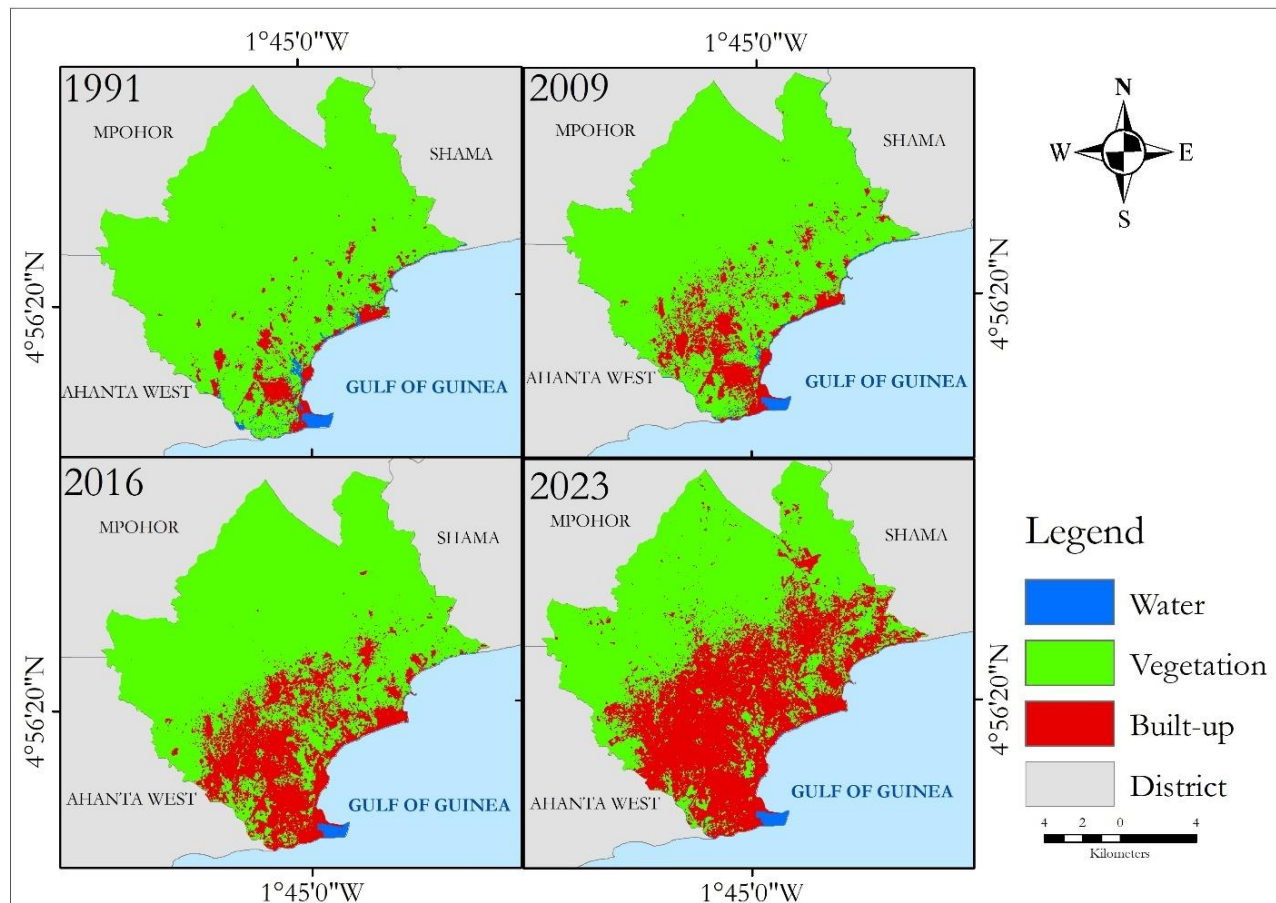 1°45'0"W
1°45'0"W
1991
MPOHOR
SHAMA
AHANTA WEST
GULF OF GUINEA
4°56'20"N
2009
MPOHOR
SHAMA
AHANTA WEST
GULF OF GUINEA
4°56'20"N
N
W
E
S
2016
MPOHOR
SHAMA
AHANTA WEST
GULF OF GUINEA
4°56'20"N
2023
MPOHOR
SHAMA
AHANTA WEST
GULF OF GUINEA
4°56'20"N
Legend
Water
Vegetation
Built-up
District
4 2 0 4
Kilometers
1°45'0"W
1°45'0"W